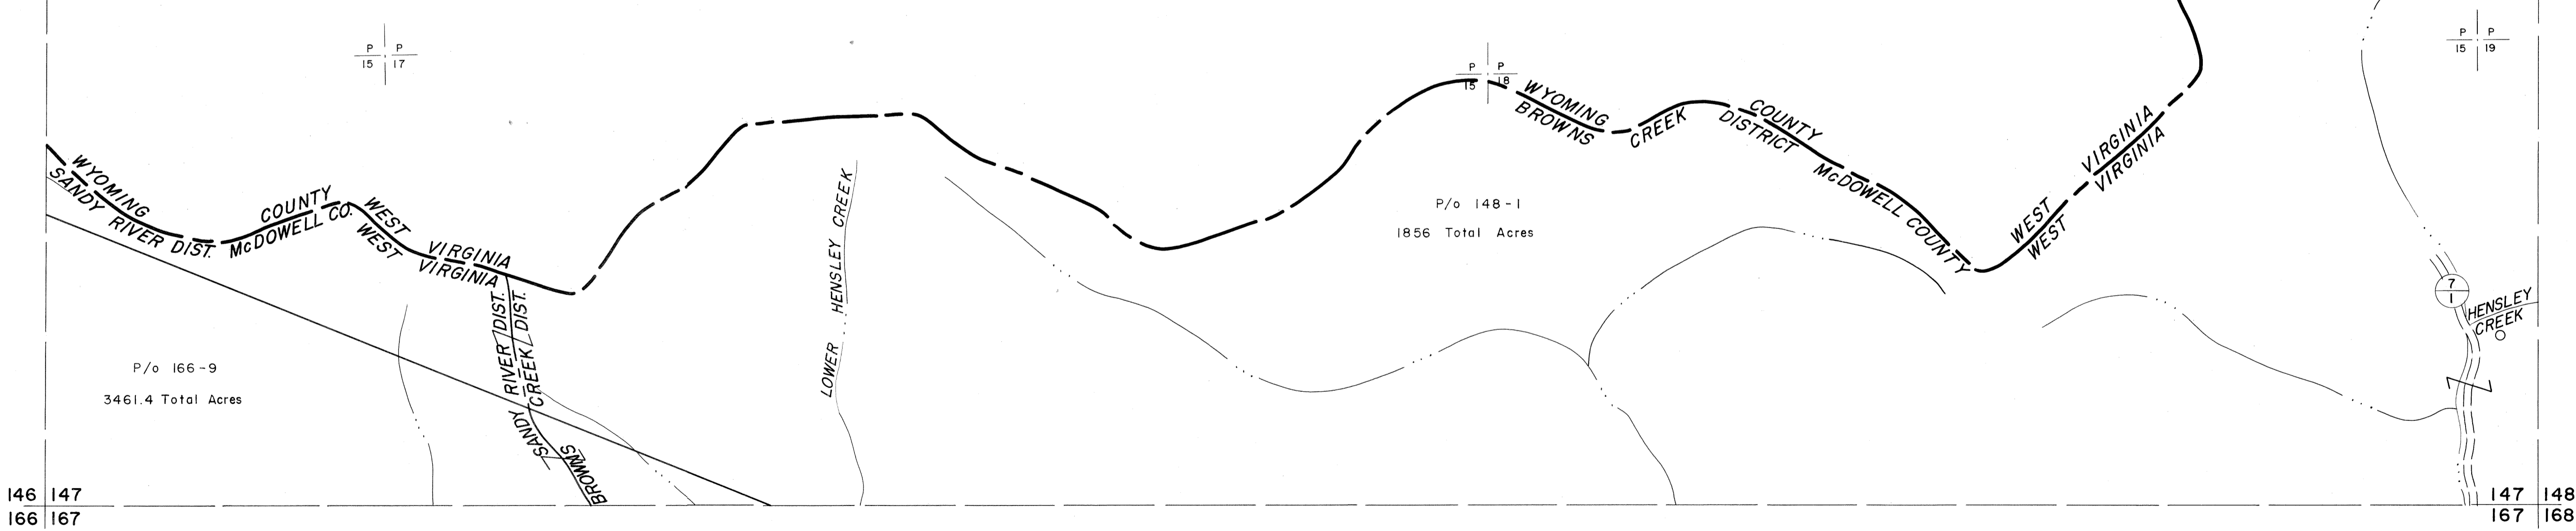 P P
15 17
P P
15 18
P P
15 19
WYOMING COUNTY WEST VIRGINIA
SANDY RIVER DIST. McDOWELL CO. WEST VIRGINIA
WYOMING COUNTY WEST VIRGINIA
BROWNS CREEK DISTRICT McDOWELL COUNTY WEST VIRGINIA
SANDY RIVER DIST.
BROWNS CREEK DIST.
LOWER HENSLEY CREEK
P/o 148-1
1856 Total Acres
7
1
HENSLEY
CREEK
P/o 166-9
3461.4 Total Acres
146 147
166 167
147 148
167 168